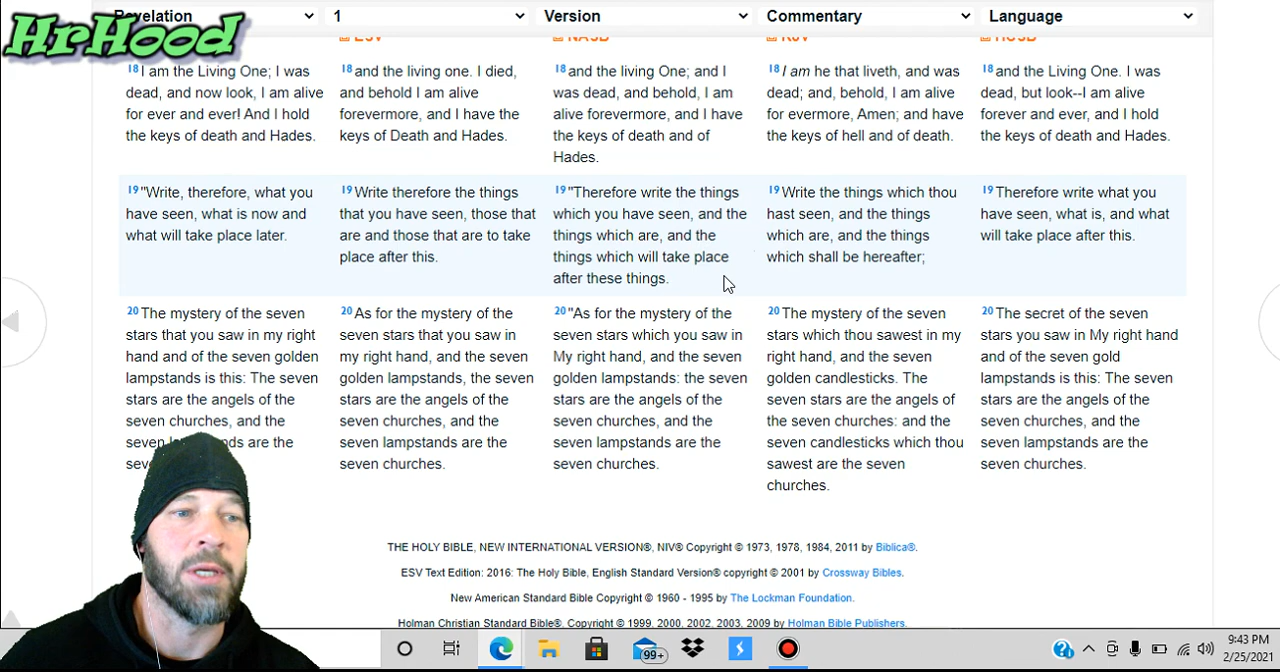 Revelation
1
Version
Commentary
Language
HrHood
ESV
NASB
KJV
HCSB
18 I am the Living One; I was
dead, and now look, I am alive
for ever and ever! And I hold
the keys of death and Hades.
18 and the living one. I died,
and behold I am alive
forevermore, and I have the
keys of Death and Hades.
18 and the living One; and I
was dead, and behold, I am
alive forevermore, and I have
the keys of death and of
Hades.
18 I am he that liveth, and was
dead; and, behold, I am alive
for evermore, Amen; and have
the keys of hell and of death.
18 and the Living One. I was
dead, but look--I am alive
forever and ever, and I hold
the keys of death and Hades.
19 "Write, therefore, what you
have seen, what is now and
what will take place later.
19 Write therefore the things
that you have seen, those that
are and those that are to take
place after this.
19 "Therefore write the things
which you have seen, and the
things which are, and the
things which will take place
after these things.
19 Write the things which thou
hast seen, and the things
which are, and the things
which shall be hereafter;
19 Therefore write what you
have seen, what is, and what
will take place after this.
20 The mystery of the seven
stars that you saw in my right
hand and of the seven golden
lampstands is this: The seven
stars are the angels of the
seven churches, and the
seven
ds are the
20 As for the mystery of the
seven stars that you saw in
my right hand, and the seven
golden lampstands, the seven
stars are the angels of the
seven churches, and the
seven lampstands are the
seven churches.
20 "As for the mystery of the
seven stars which you saw in
My right hand, and the seven
golden lampstands: the seven
stars are the angels of the
seven churches, and the
seven lampstands are the
seven churches.
20 The mystery of the seven
stars which thou sawest in my
right hand, and the seven
golden candlesticks. The
seven stars are the angels of
the seven churches: and the
seven candlesticks which thou
sawest are the seven
churches.
20 The secret of the seven
stars you saw in My right hand
and of the seven gold
lampstands is this: The seven
stars are the angels of the
seven churches, and the
seven lampstands are the
seven churches.
THE HOLY BIBLE, NEW INTERNATIONAL VERSION®, NIV® Copyright © 1973, 1978, 1984, 2011 by Biblica®.
ESV Text Edition: 2016: The Holy Bible, English Standard Version® copyright © 2001 by Crossway Bibles.
New American Standard Bible Copyright © 1960 - 1995 by The Lockman Foundation.
Holman Christian Standard Bible®, © 1999, 2000, 2002, 2003, 2009 by Holman Bible Publishers.
99+
9:43 PM
2/25/2021